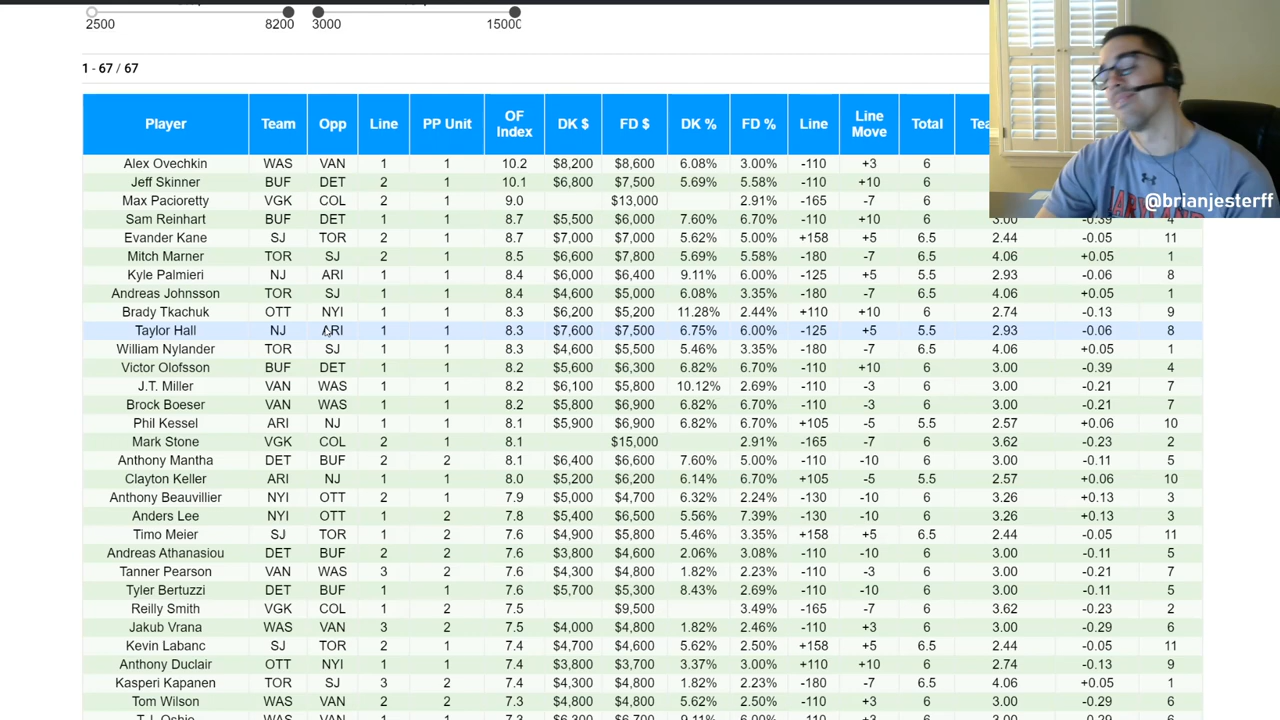 2500 8200 3000 15000
1 - 67 / 67
@brianjesterff
Player Team Opp Line PP Unit OF Index DK $ FD $ DK % FD % Line Line Move Total
Alex Ovechkin WAS VAN 1 1 10.2 $8,200 $8,600 6.08% 3.00% -110 +3 6
Jeff Skinner BUF DET 2 1 10.1 $6,800 $7,500 5.69% 5.58% -110 +10 6
Max Pacioretty VGK COL 2 1 9.0 $13,000 2.91% -165 -7 6
Sam Reinhart BUF DET 1 1 8.7 $5,500 $6,000 7.60% 6.70% -110 +10 6 3.00 -0.39 4
Evander Kane SJ TOR 2 1 8.7 $7,000 $7,000 5.62% 5.00% +158 +5 6.5 2.44 -0.05 11
Mitch Marner TOR SJ 2 1 8.5 $6,600 $7,800 5.69% 5.58% -180 -7 6.5 4.06 +0.05 1
Kyle Palmieri NJ ARI 1 1 8.4 $6,000 $6,400 9.11% 6.00% -125 +5 5.5 2.93 -0.06 8
Andreas Johnsson TOR SJ 1 1 8.4 $4,600 $5,000 6.08% 3.35% -180 -7 6.5 4.06 +0.05 1
Brady Tkachuk OTT NYI 1 1 8.3 $6,200 $5,200 11.28% 2.44% +110 +10 6 2.74 -0.13 9
Taylor Hall NJ ARI 1 1 8.3 $7,600 $7,500 6.75% 6.00% -125 +5 5.5 2.93 -0.06 8
William Nylander TOR SJ 1 1 8.3 $4,600 $5,500 5.46% 3.35% -180 -7 6.5 4.06 +0.05 1
Victor Olofsson BUF DET 1 1 8.2 $5,600 $6,300 6.82% 6.70% -110 +10 6 3.00 -0.39 4
J.T. Miller VAN WAS 1 1 8.2 $6,100 $5,800 10.12% 2.69% -110 -3 6 3.00 -0.21 7
Brock Boeser VAN WAS 1 1 8.2 $5,800 $6,900 6.82% 6.70% -110 -3 6 3.00 -0.21 7
Phil Kessel ARI NJ 1 1 8.1 $5,900 $6,900 6.82% 6.70% +105 -5 5.5 2.57 +0.06 10
Mark Stone VGK COL 2 1 8.1 $15,000 2.91% -165 -7 6 3.62 -0.23 2
Anthony Mantha DET BUF 2 2 8.1 $6,400 $6,600 7.60% 5.00% -110 -10 6 3.00 -0.11 5
Clayton Keller ARI NJ 1 1 8.0 $5,200 $6,200 6.14% 6.70% +105 -5 5.5 2.57 +0.06 10
Anthony Beauvillier NYI OTT 2 1 7.9 $5,000 $4,700 6.32% 2.24% -130 -10 6 3.26 +0.13 3
Anders Lee NYI OTT 1 2 7.8 $5,400 $6,500 5.56% 7.39% -130 -10 6 3.26 +0.13 3
Timo Meier SJ TOR 1 2 7.6 $4,900 $5,800 5.46% 3.35% +158 +5 6.5 2.44 -0.05 11
Andreas Athanasiou DET BUF 2 2 7.6 $3,800 $4,600 2.06% 3.08% -110 -10 6 3.00 -0.11 5
Tanner Pearson VAN WAS 3 2 7.6 $4,300 $4,800 1.82% 2.23% -110 -3 6 3.00 -0.21 7
Tyler Bertuzzi DET BUF 1 1 7.6 $5,700 $5,300 8.43% 2.69% -110 -10 6 3.00 -0.11 5
Reilly Smith VGK COL 1 2 7.5 $9,500 3.49% -165 -7 6 3.62 -0.23 2
Jakub Vrana WAS VAN 3 2 7.5 $4,000 $4,800 1.82% 2.46% -110 +3 6 3.00 -0.29 6
Kevin Labanc SJ TOR 2 1 7.4 $4,700 $6,400 5.62% 2.50% +158 +5 6.5 2.44 -0.05 11
Anthony Duclair OTT NYI 1 1 7.4 $3,800 $3,700 3.37% 3.00% +110 +10 6 2.74 -0.13 9
Kasperi Kapanen TOR SJ 3 2 7.4 $4,300 $4,800 1.82% 2.23% -180 -7 6.5 4.06 +0.05 1
Tom Wilson WAS VAN 2 2 7.4 $4,800 $4,800 5.62% 2.50% -110 +3 6 3.00 -0.29 6